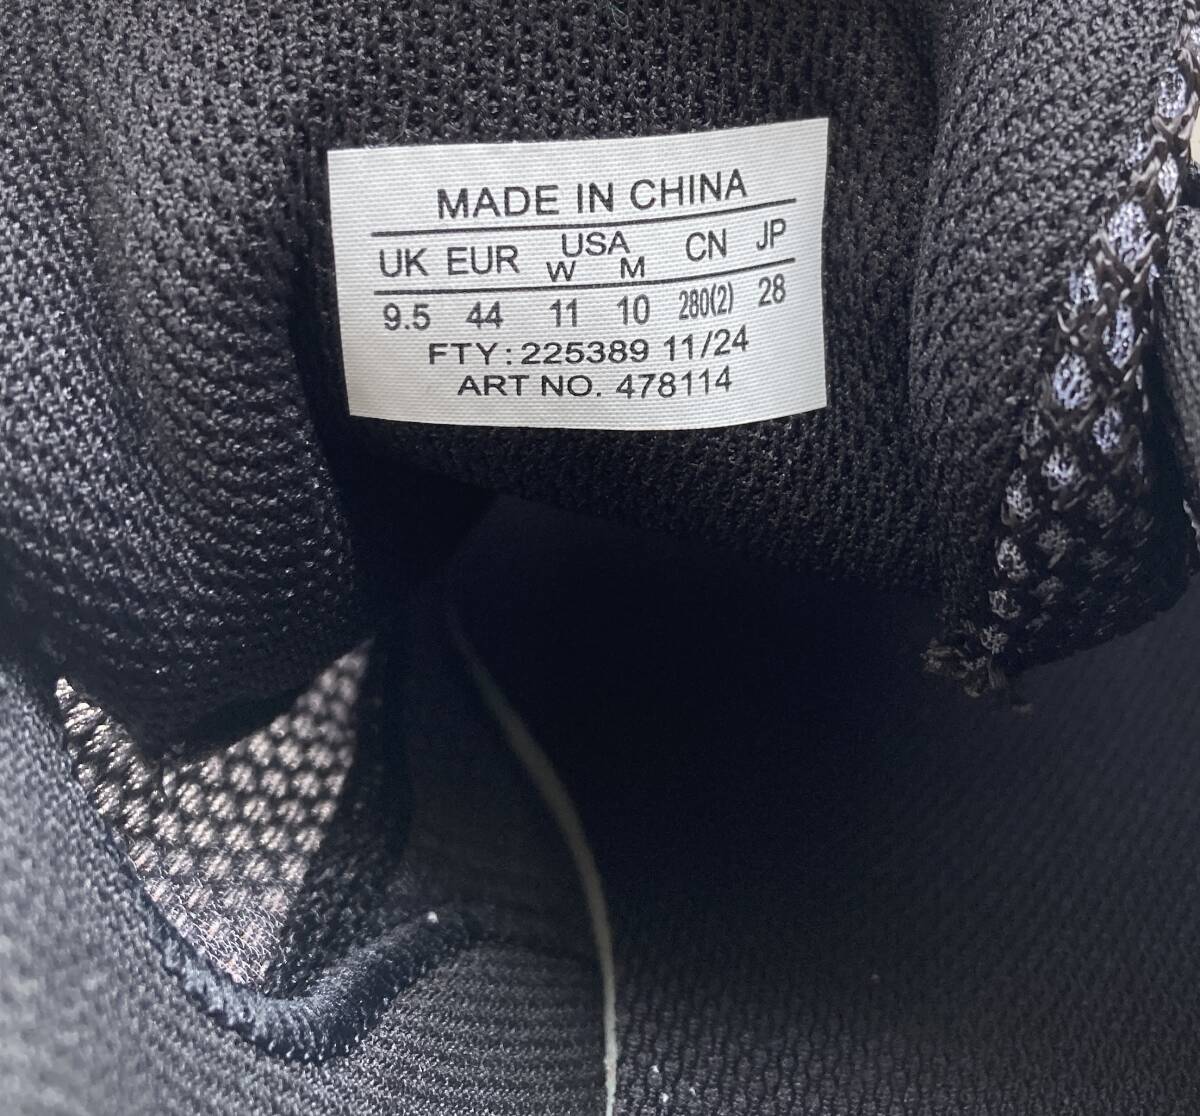 MADE IN CHINA
UK EUR USA W M CN JP
9.5 44 11 10 280(2) 28
FTY: 225389 11/24
ART NO. 478114